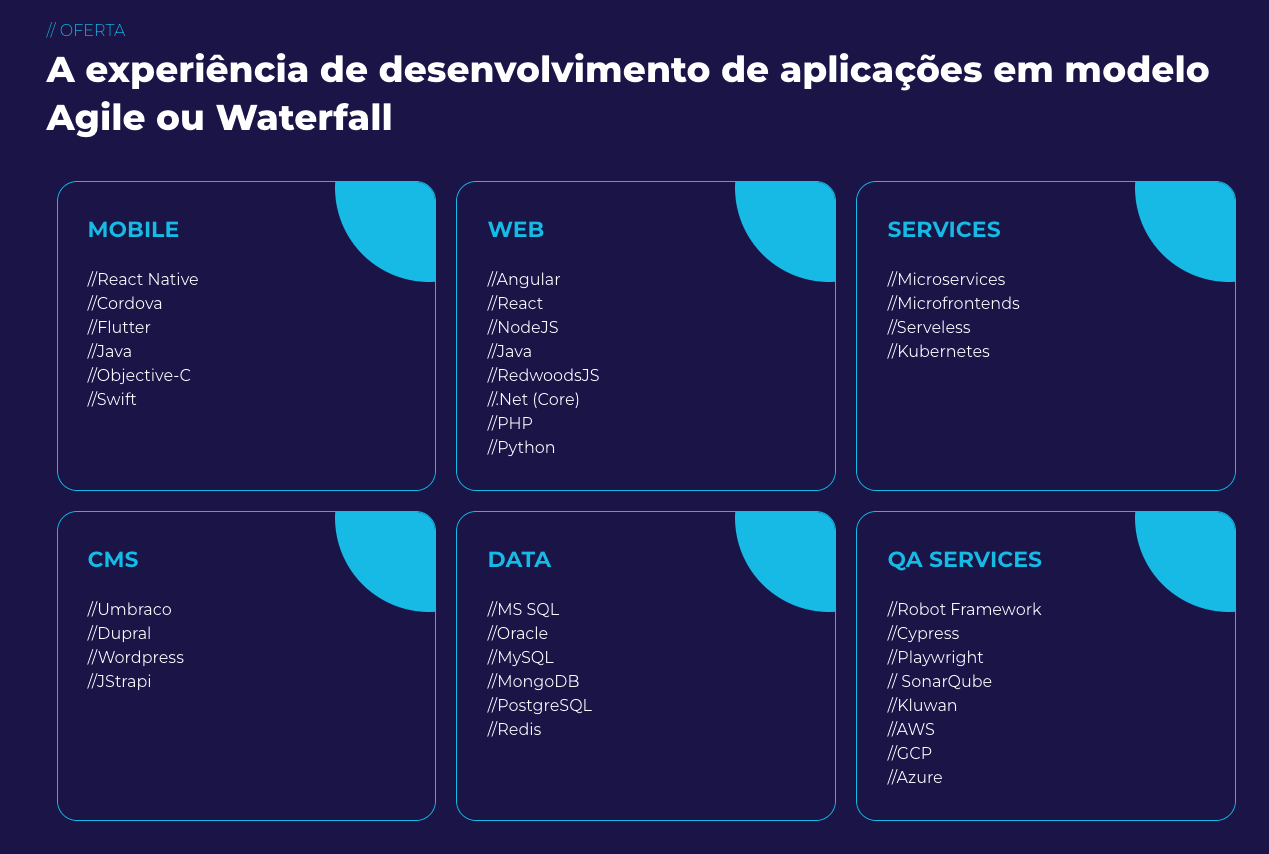 // OFERTA
A experiência de desenvolvimento de aplicações em modelo
Agile ou Waterfall
MOBILE
//React Native
//Cordova
//Flutter
//Java
//Objective-C
//Swift
WEB
//Angular
//React
//NodeJS
//Java
//RedwoodsJS
//.Net (Core)
//PHP
//Python
SERVICES
//Microservices
//Microfrontends
//Serveless
//Kubernetes
CMS
//Umbraco
//Dupral
//Wordpress
//JStrapi
DATA
//MS SQL
//Oracle
//MySQL
//MongoDB
//PostgreSQL
//Redis
QA SERVICES
//Robot Framework
//Cypress
//Playwright
// SonarQube
//Kluwan
//AWS
//GCP
//Azure